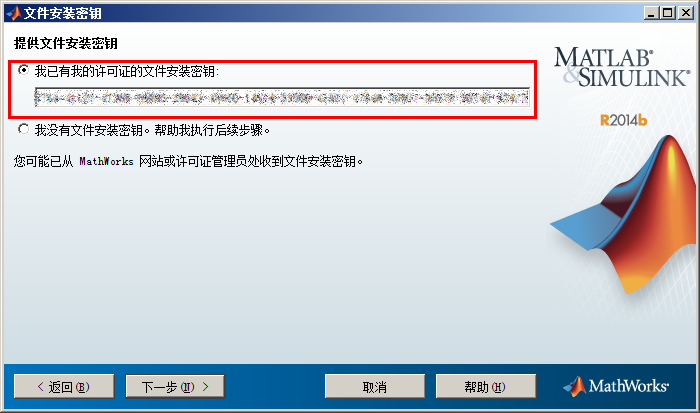 文件安装密钥
提供文件安装密钥
我已有我的许可证的文件安装密钥:
我没有文件安装密钥。帮助我执行后续步骤。
您可能已从 MathWorks 网站或许可证管理员处收到文件安装密钥。
MATLAB®
&SIMULINK®
R2014b
< 返回(B)
下一步(N) >
取消
帮助(H)
MathWorks®